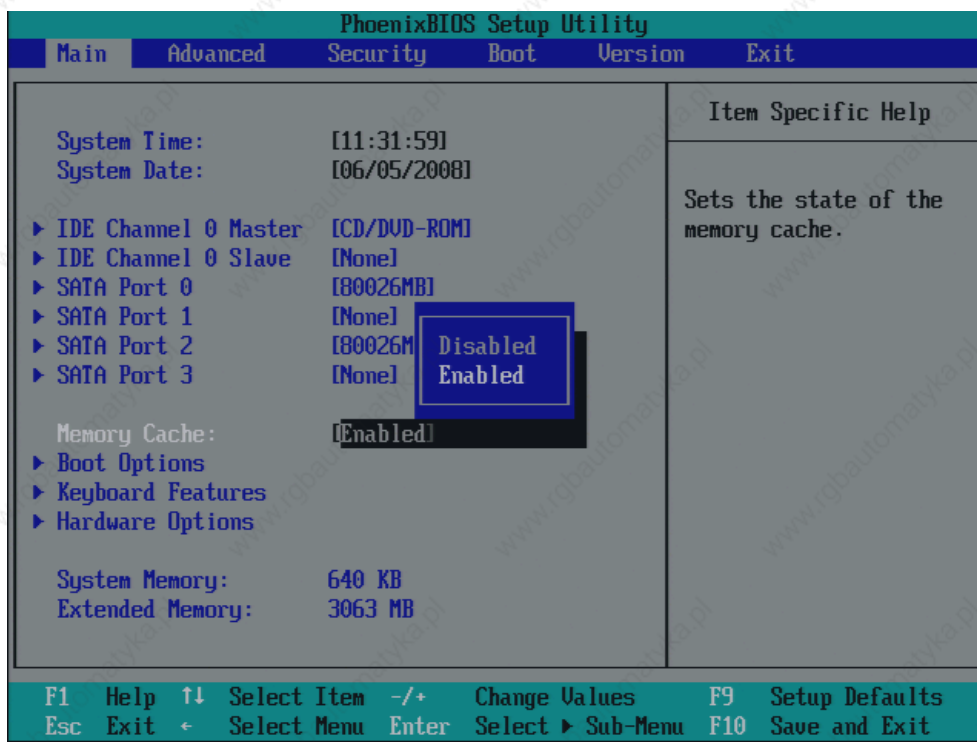 PhoenixBIOS Setup Utility
Main Advanced Security Boot Version Exit
Item Specific Help
System Time: [11:31:59]
System Date: [06/05/2008]
Sets the state of the
memory cache.
▶ IDE Channel 0 Master [CD/DVD-ROM]
▶ IDE Channel 0 Slave [None]
▶ SATA Port 0 [80026MB]
▶ SATA Port 1 [None]
▶ SATA Port 2 [80026M
▶ SATA Port 3 [None]
Disabled
Enabled
Memory Cache: [Enabled]
▶ Boot Options
▶ Keyboard Features
▶ Hardware Options
System Memory: 640 KB
Extended Memory: 3063 MB
F1 Help ↑↓ Select Item -/+ Change Values F9 Setup Defaults
Esc Exit ← Select Menu Enter Select ▶ Sub-Menu F10 Save and Exit
www.rgbautomatyka.pl